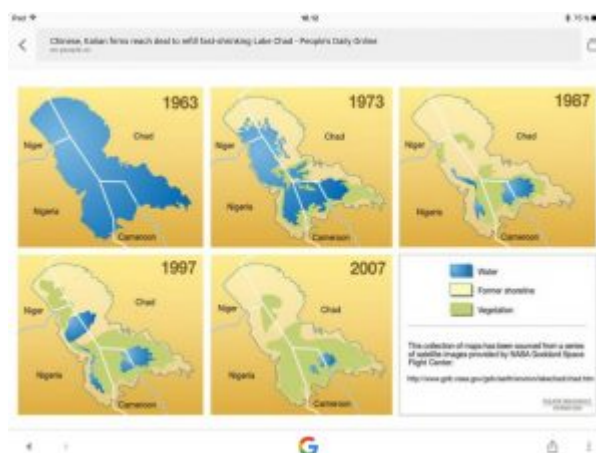 Chinese, Italian firms reach deal to refill fast-shrinking Lake Chad - People's Daily Online
1963
Niger
Chad
Nigeria
Cameroon
1973
Niger
Chad
Nigeria
Cameroon
1987
Niger
Chad
Nigeria
Cameroon
1997
Niger
Chad
Nigeria
Cameroon
2007
Niger
Chad
Nigeria
Cameroon
Water
Former shoreline
Vegetation
This collection of maps has been sourced from a series
of satellite images provided by NASA Goddard Space
Flight Center: